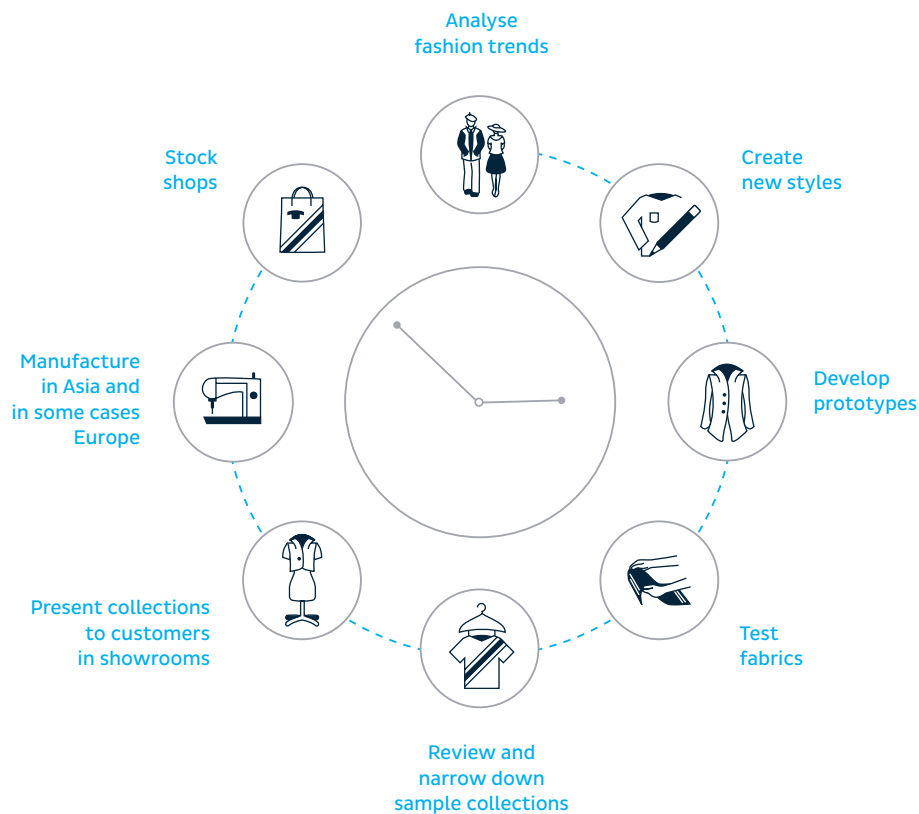 Analyse
fashion trends
Create
new styles
Develop
prototypes
Test
fabrics
Review and
narrow down
sample collections
Present collections
to customers
in showrooms
Manufacture
in Asia and
in some cases
Europe
Stock
shops